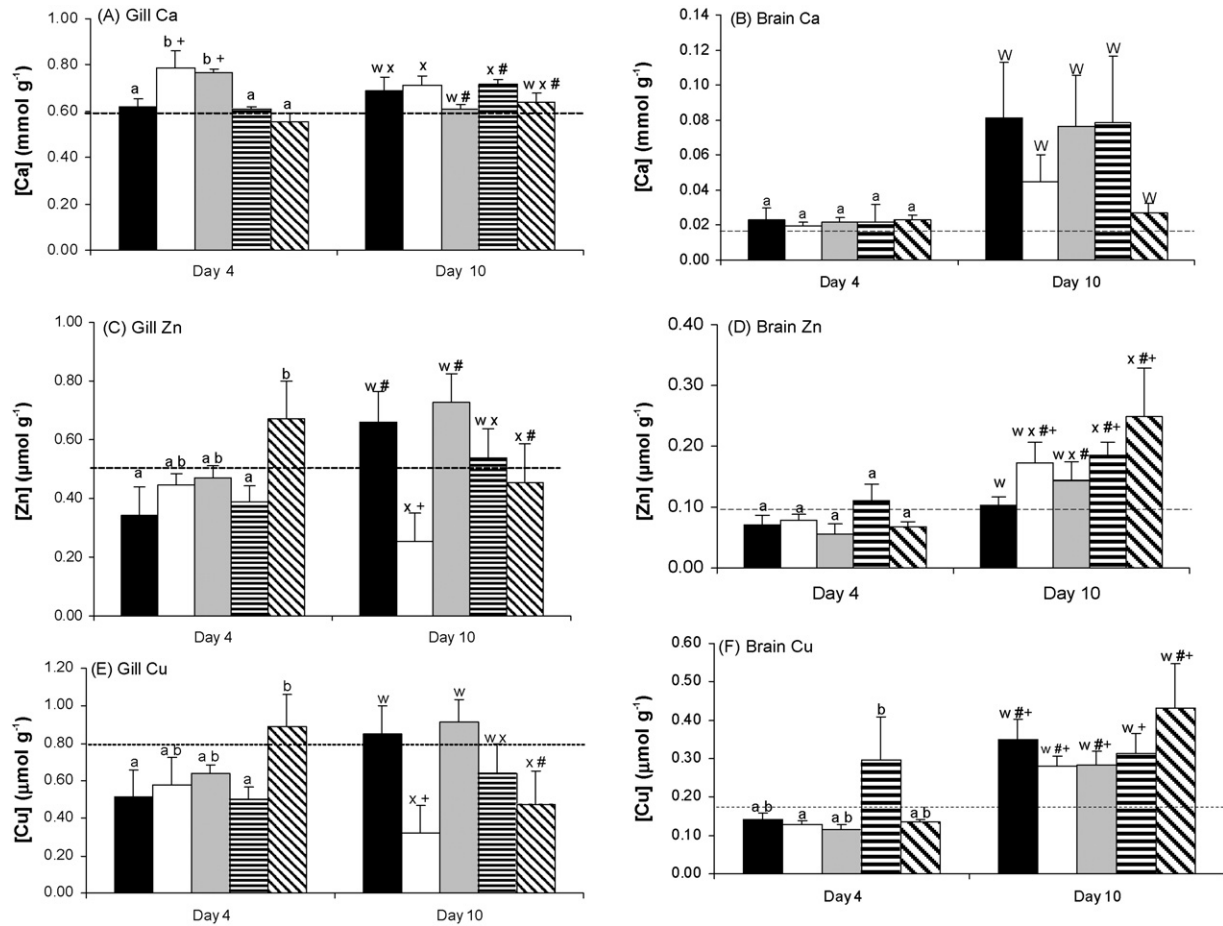 (A) Gill Ca
[Ca] (mmol g⁻¹)
1.00
0.80
0.60
0.40
0.20
0.00
a
b +
b +
a
a
w x
x
w #
x #
w x #
Day 4
Day 10
(B) Brain Ca
[Ca] (mmol g⁻¹)
0.14
0.12
0.10
0.08
0.06
0.04
0.02
0.00
a
a
a
a
a
W
W
W
W
W
Day 4
Day 10
(C) Gill Zn
[Zn] (µmol g⁻¹)
1.00
0.80
0.60
0.40
0.20
0.00
a
a b
a b
a
b
w #
x +
w #
w x
x #
Day 4
Day 10
(D) Brain Zn
[Zn] (µmol g⁻¹)
0.40
0.30
0.20
0.10
0.00
a
a
a
a
a
w
w x #+
w x #
x #+
x #+
Day 4
Day 10
(E) Gill Cu
[Cu] (µmol g⁻¹)
1.20
1.00
0.80
0.60
0.40
0.20
0.00
a
a b
a b
a
b
w
x +
w
w x
x #
Day 4
Day 10
(F) Brain Cu
[Cu] (µmol g⁻¹)
0.60
0.50
0.40
0.30
0.20
0.10
0.00
a b
a
a b
b
a b
w #+
w #+
w #+
w +
w #+
Day 4
Day 10